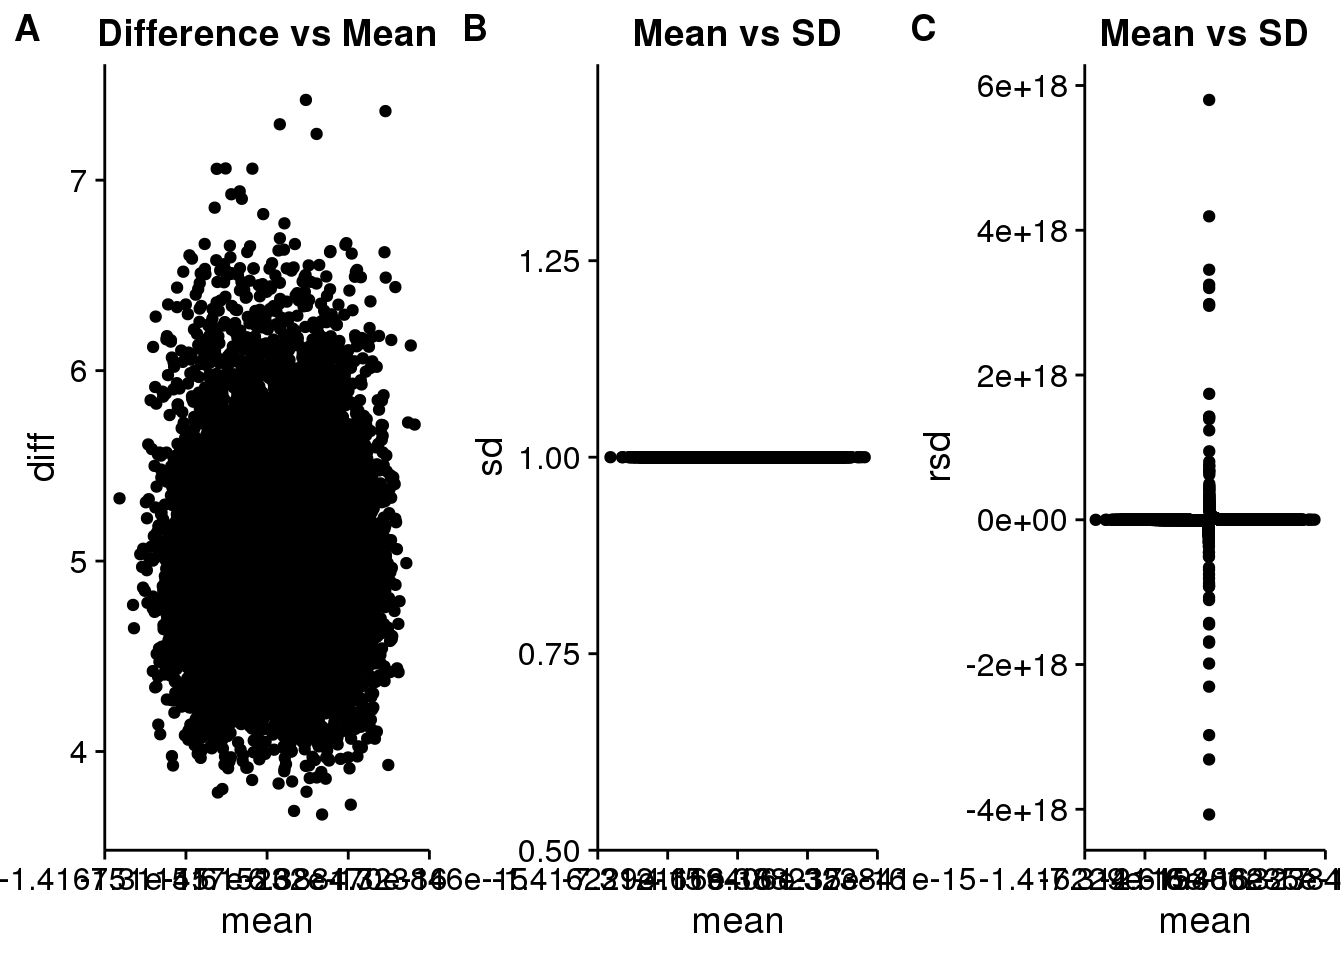 A Difference vs Mean
diff
7
6
5
4
mean
B Mean vs SD
sd
1.25
1.00
0.75
0.50
mean
C Mean vs SD
rsd
6e+18
4e+18
2e+18
0e+00
-2e+18
-4e+18
mean